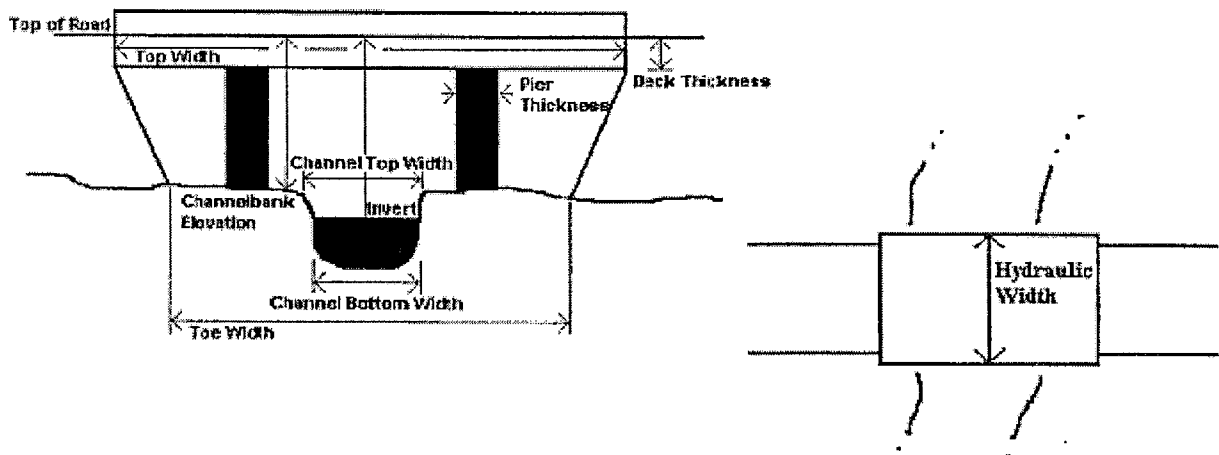 Top of Road
Top Width
Deck Thickness
Pier
Thickness
Channel Top Width
Channelbank
Elevation
Invert
Channel Bottom Width
Toe Width
Hydraulic
Width